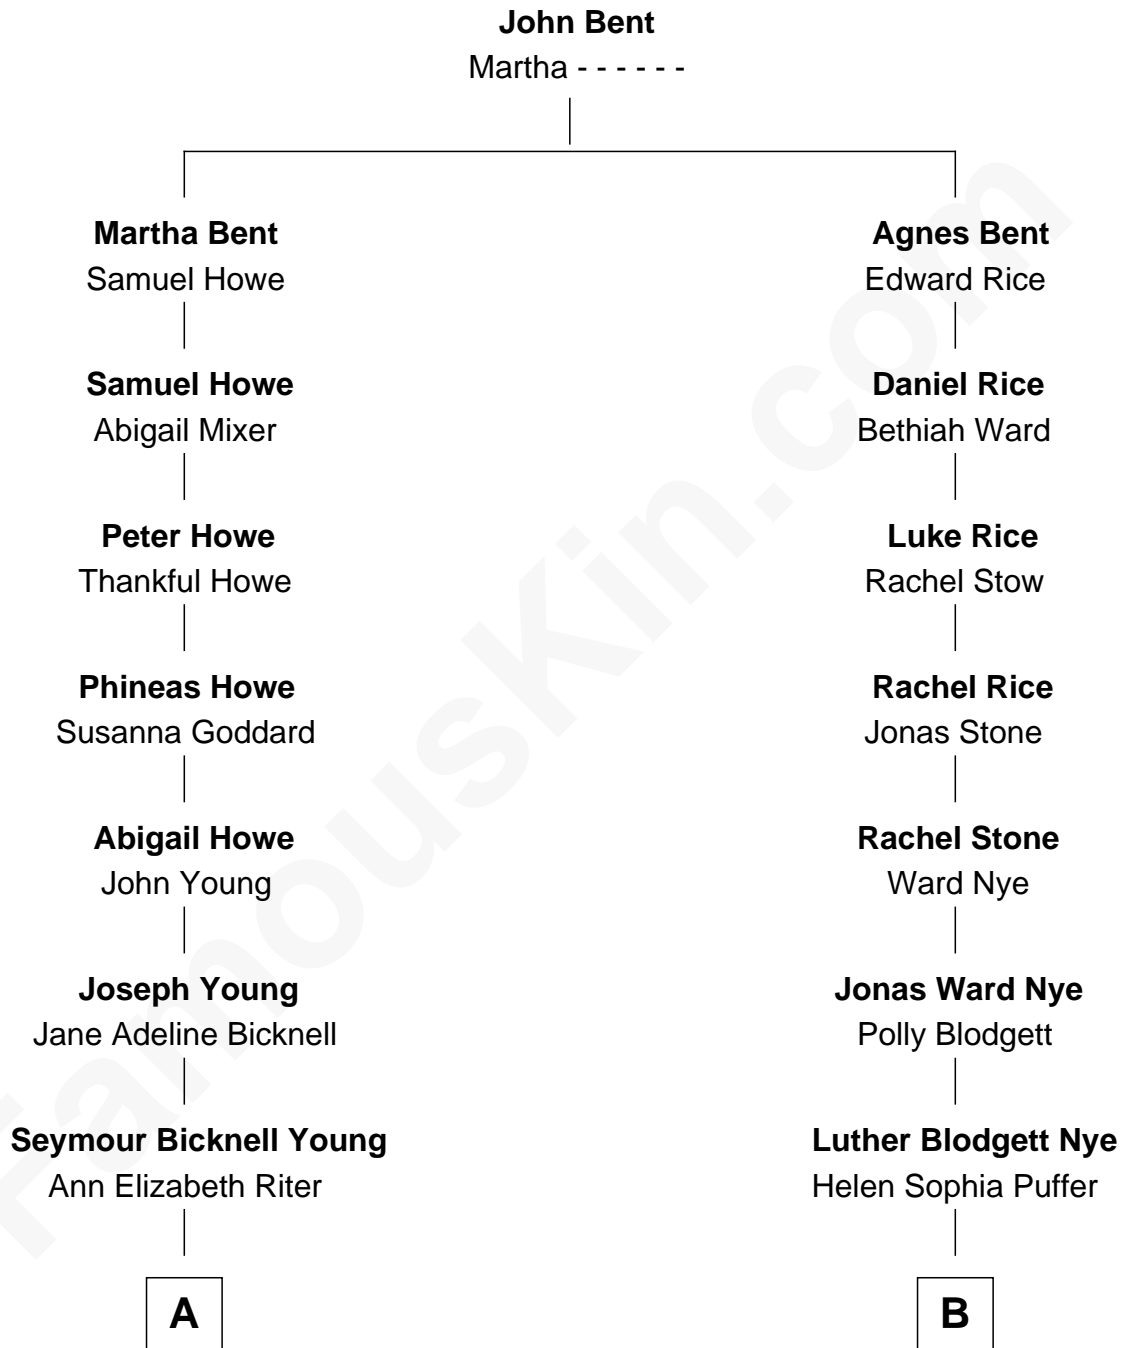 John Bent
Martha - - - - - -
Martha Bent
Samuel Howe
Agnes Bent
Edward Rice
Samuel Howe
Abigail Mixer
Daniel Rice
Bethiah Ward
Peter Howe
Thankful Howe
Luke Rice
Rachel Stow
Phineas Howe
Susanna Goddard
Rachel Rice
Jonas Stone
Abigail Howe
John Young
Rachel Stone
Ward Nye
Joseph Young
Jane Adeline Bicknell
Jonas Ward Nye
Polly Blodgett
Seymour Bicknell Young
Ann Elizabeth Riter
Luther Blodgett Nye
Helen Sophia Puffer
A
B
FamousKin.com